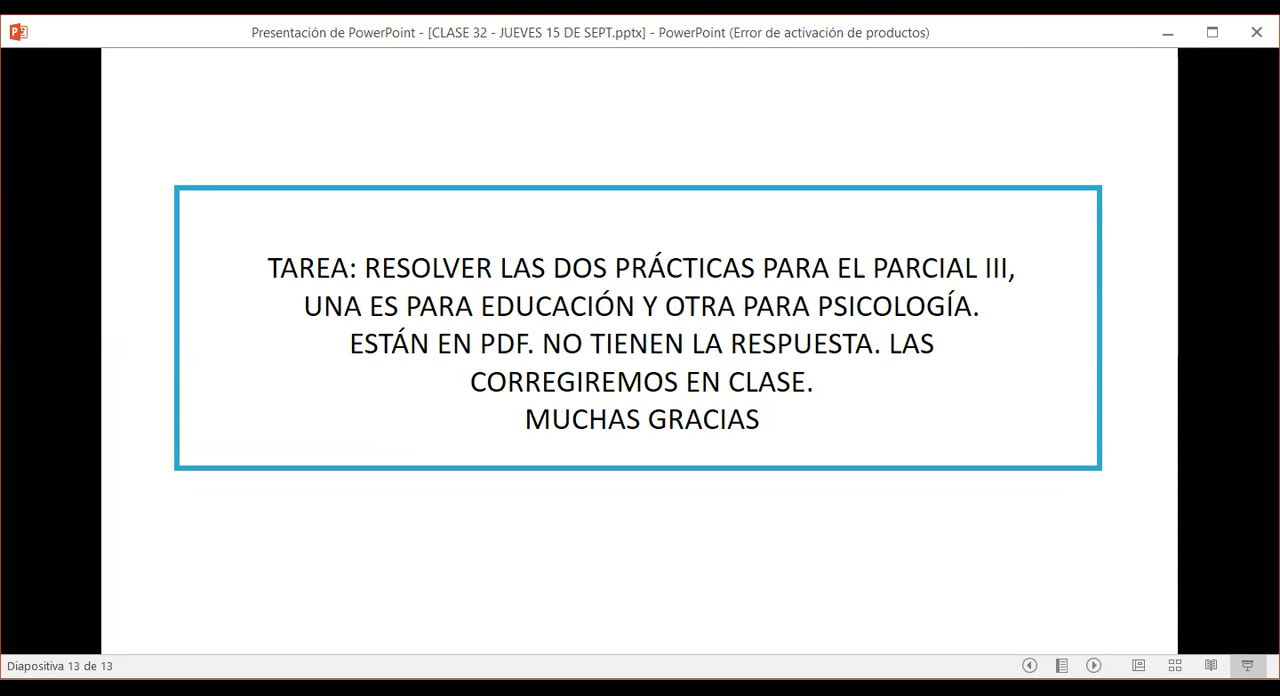 Presentación de PowerPoint - [CLASE 32 - JUEVES 15 DE SEPT.pptx] - PowerPoint (Error de activación de productos)
TAREA: RESOLVER LAS DOS PRÁCTICAS PARA EL PARCIAL III,
UNA ES PARA EDUCACIÓN Y OTRA PARA PSICOLOGÍA.
ESTÁN EN PDF. NO TIENEN LA RESPUESTA. LAS
CORREGIREMOS EN CLASE.
MUCHAS GRACIAS
Diapositiva 13 de 13